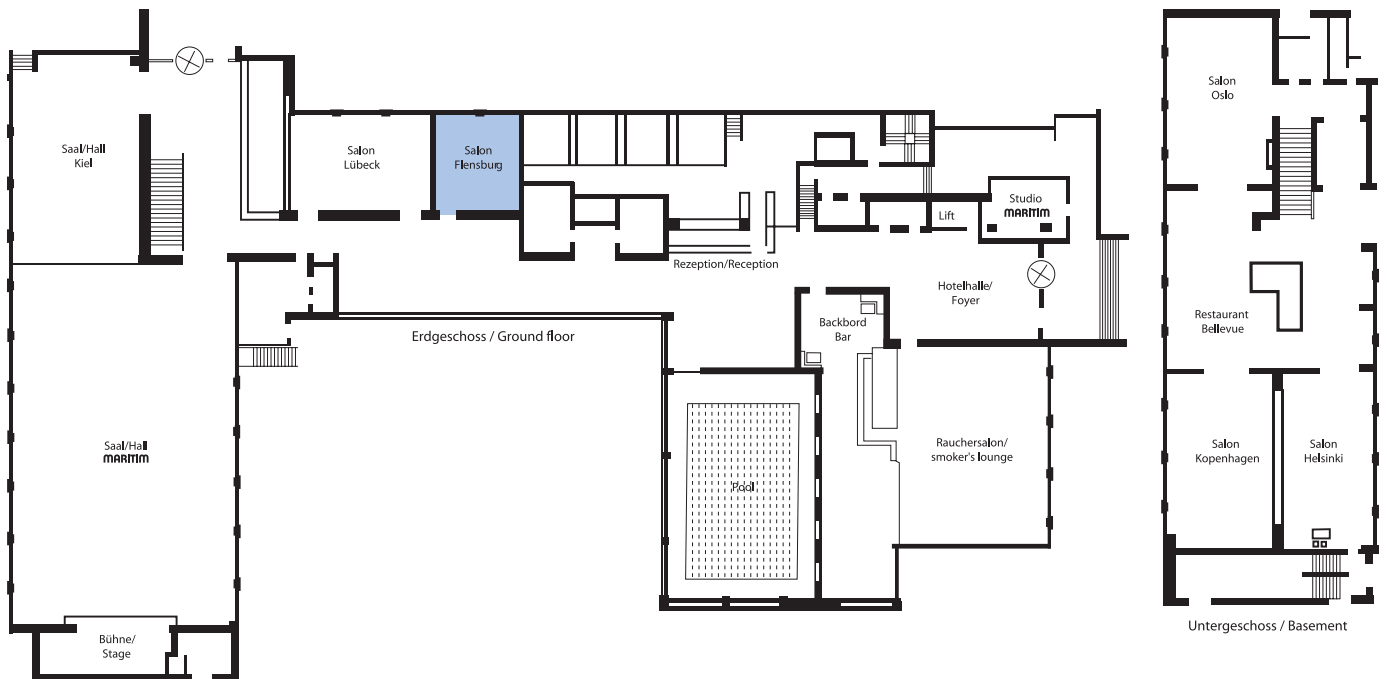 Saal/Hall
Kiel
Salon
Lübeck
Salon
Flensburg
Rezeption/Reception
Lift
Studio
MARITIM
Hotelhalle/
Foyer
Erdgeschoss / Ground floor
Backbord
Bar
Saal/Hall
MARITIM
Pool
Rauchersalon/
smoker's lounge
Bühne/
Stage
Salon
Oslo
Restaurant
Bellevue
Salon
Kopenhagen
Salon
Helsinki
Untergeschoss / Basement